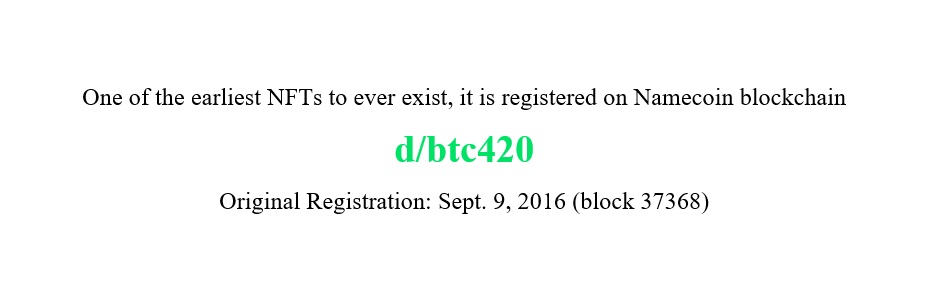 One of the earliest NFTs to ever exist, it is registered on Namecoin blockchain
d/btc420
Original Registration: Sept. 9, 2016 (block 37368)